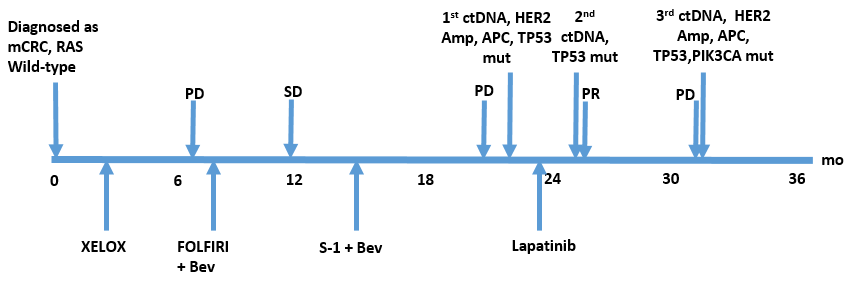 Diagnosed as
mCRC, RAS
Wild-type
1st ctDNA, HER2
Amp, APC, TP53
mut
2nd
ctDNA,
TP53 mut
3rd ctDNA, HER2
Amp, APC,
TP53,PIK3CA mut
PD
SD
PD
PR
PD
0
6
12
18
24
30
36
mo
XELOX
FOLFIRI
+ Bev
S-1 + Bev
Lapatinib